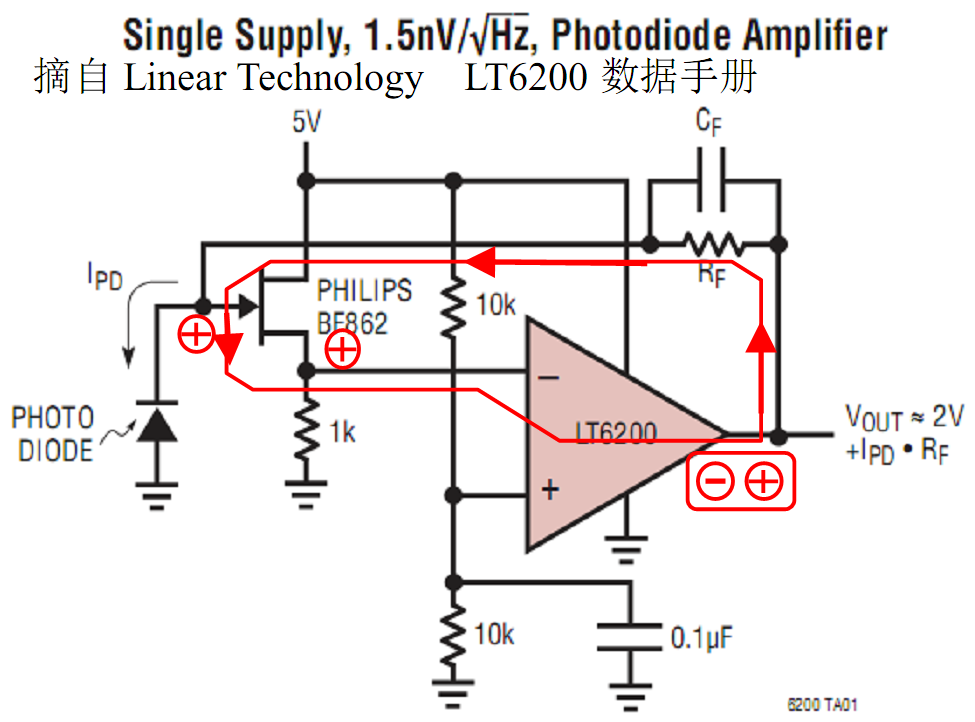 Single Supply, 1.5nV/√Hz, Photodiode Amplifier
摘自 Linear Technology LT6200 数据手册
5V
CF
IPD
RF
PHILIPS
BF862
10k
PHOTO
DIODE
1k
−
LT6200
+
VOUT ≈ 2V
+IPD • RF
10k
0.1µF
6200 TA01